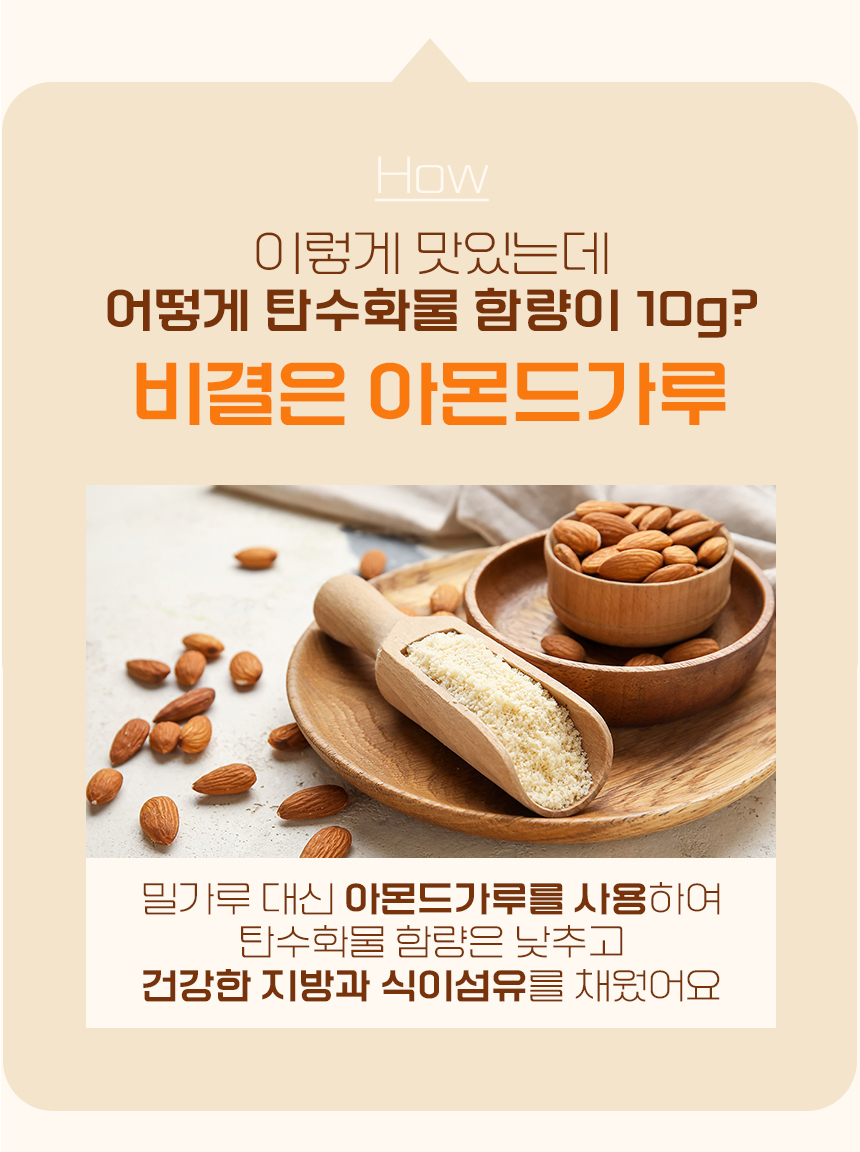 How
이렇게 맛있는데
어떻게 탄수화물 함량이 10g?
비결은 아몬드가루
밀가루 대신 아몬드가루를 사용하여
탄수화물 함량은 낮추고
건강한 지방과 식이섬유를 채웠어요